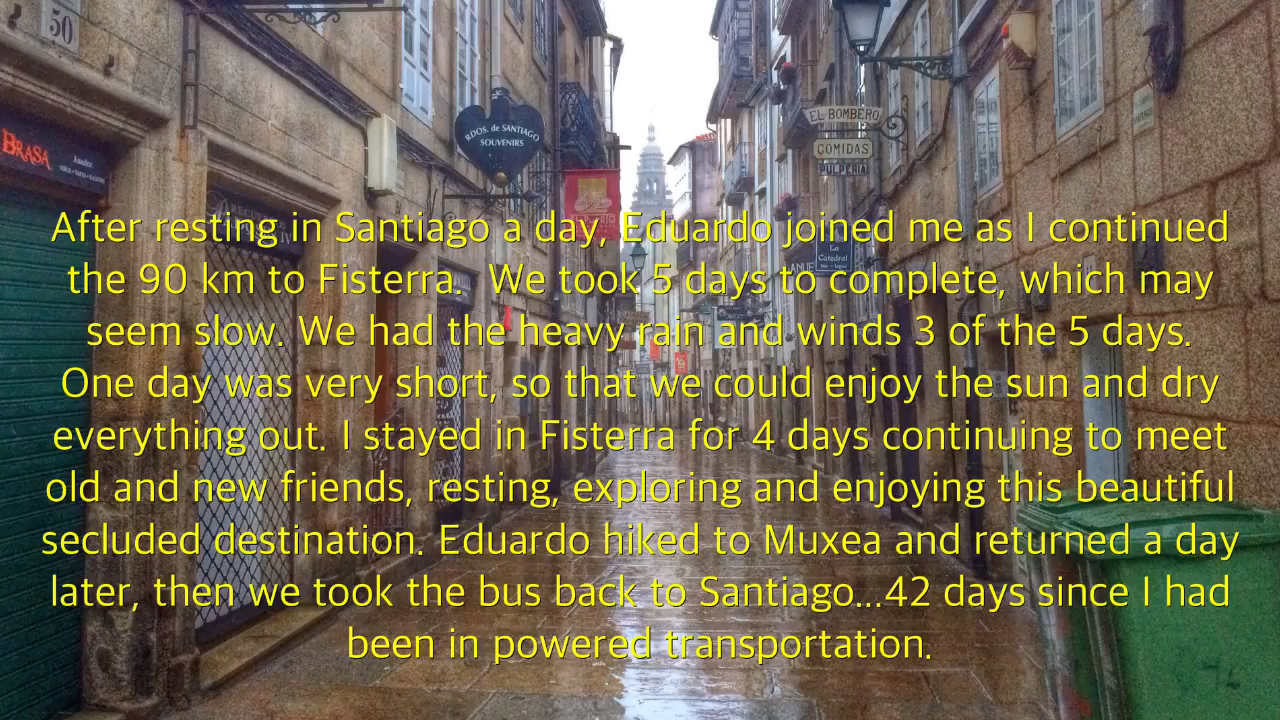 50
BRASA
RDOS. de SANTIAGO
SOUVENIRS
EL BOMBERO
COMIDAS
PULPERIA
After resting in Santiago a day, Eduardo joined me as I continued
the 90 km to Fisterra.  We took 5 days to complete, which may
seem slow. We had the heavy rain and winds 3 of the 5 days.
One day was very short, so that we could enjoy the sun and dry
everything out. I stayed in Fisterra for 4 days continuing to meet
old and new friends, resting, exploring and enjoying this beautiful
secluded destination. Eduardo hiked to Muxea and returned a day
later, then we took the bus back to Santiago...42 days since I had
been in powered transportation.
La
Catedral